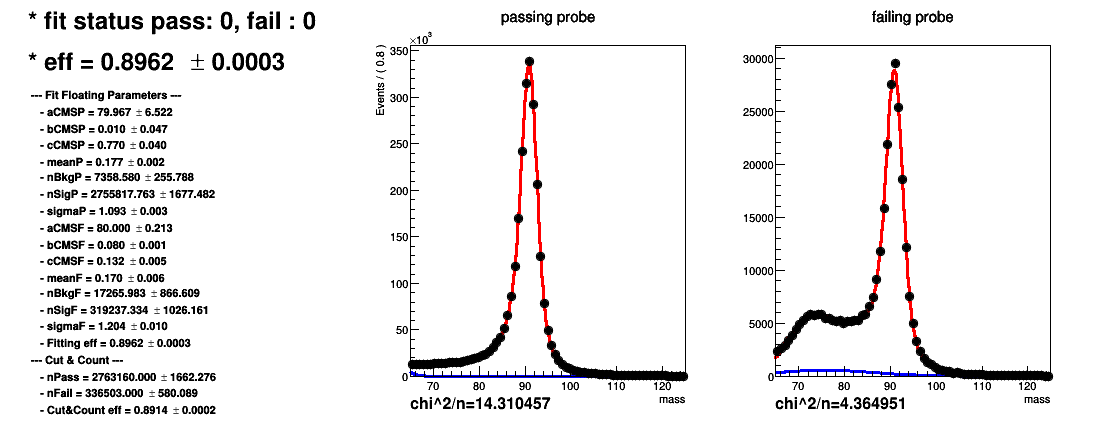 * fit status pass: 0, fail : 0
* eff = 0.8962 ± 0.0003
--- Fit Floating Parameters ---
- aCMSP = 79.967 ± 6.522
- bCMSP = 0.010 ± 0.047
- cCMSP = 0.770 ± 0.040
- meanP = 0.177 ± 0.002
- nBkgP = 7358.580 ± 255.788
- nSigP = 2755817.763 ± 1677.482
- sigmaP = 1.093 ± 0.003
- aCMSF = 80.000 ± 0.213
- bCMSF = 0.080 ± 0.001
- cCMSF = 0.132 ± 0.005
- meanF = 0.170 ± 0.006
- nBkgF = 17265.983 ± 866.609
- nSigF = 319237.334 ± 1026.161
- sigmaF = 1.204 ± 0.010
- Fitting eff = 0.8962 ± 0.0003
--- Cut & Count ---
- nPass = 2763160.000 ± 1662.276
- nFail = 336503.000 ± 580.089
- Cut&Count eff = 0.8914 ± 0.0002
passing probe
×10³
Events / ( 0.8 )
350
300
250
200
150
100
50
0
70 80 90 100 110 120
mass
chi^2/n=14.310457
failing probe
30000
25000
20000
15000
10000
5000
0
70 80 90 100 110 120
mass
chi^2/n=4.364951